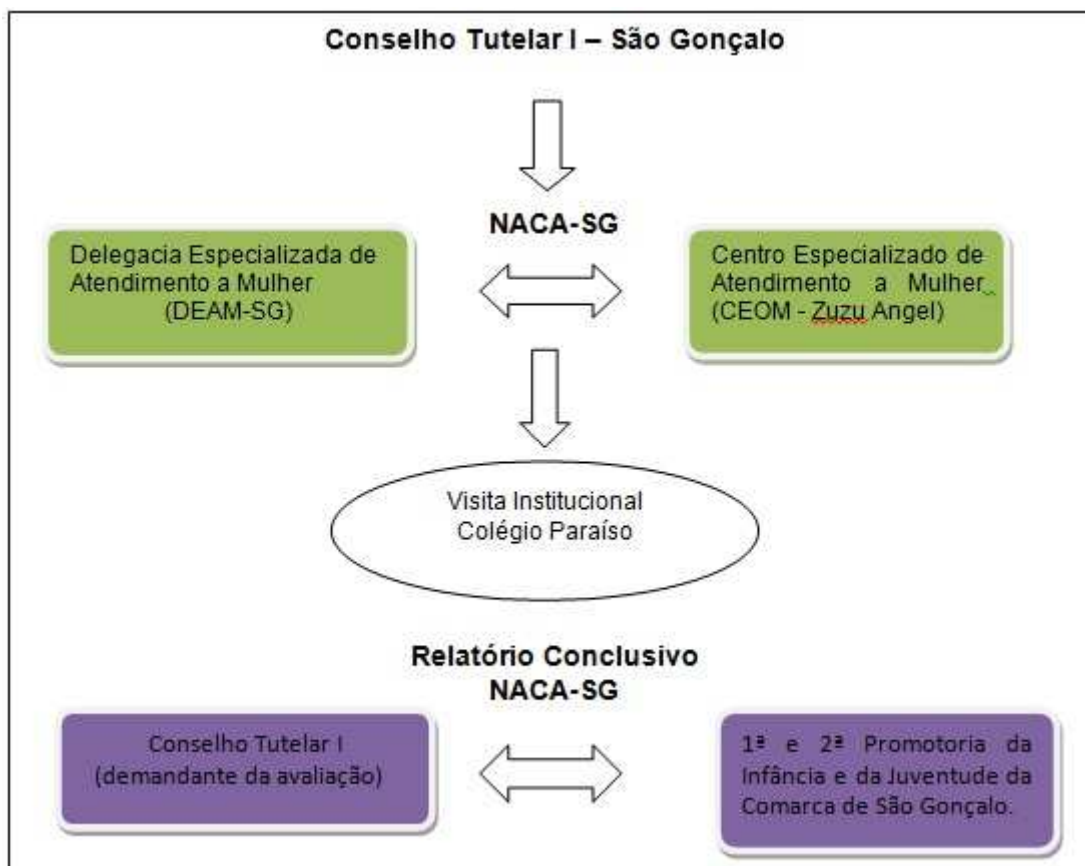 Conselho Tutelar I – São Gonçalo
NACA-SG
Delegacia Especializada de
Atendimento a Mulher
(DEAM-SG)
Centro Especializado de
Atendimento a Mulher
(CEOM - Zuzu Angel)
Visita Institucional
Colégio Paraíso
Relatório Conclusivo
NACA-SG
Conselho Tutelar I
(demandante da avaliação)
1ª e 2ª Promotoria da
Infância e da Juventude da
Comarca de São Gonçalo.